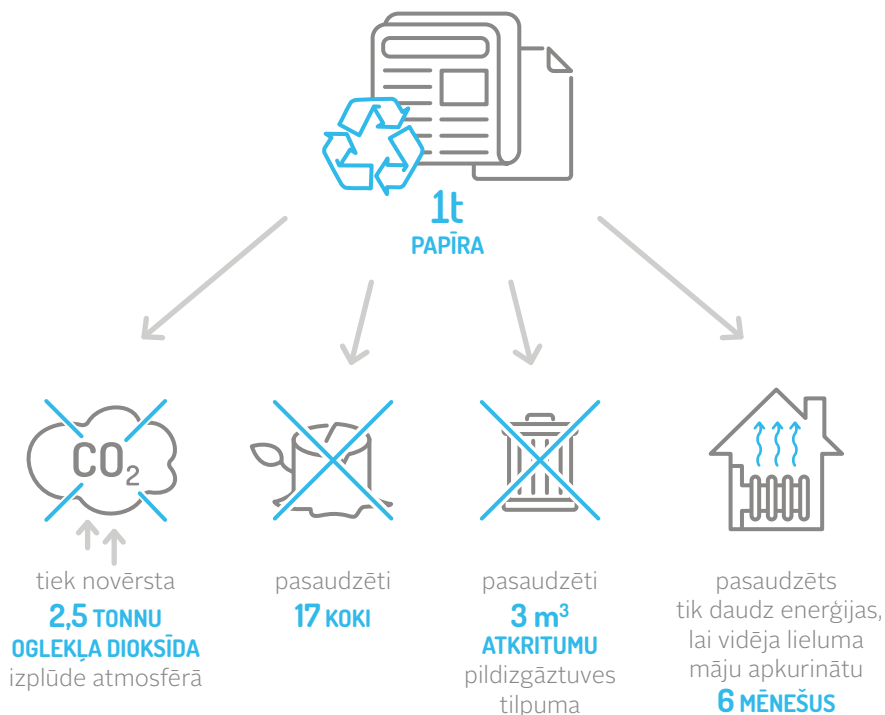 1t
PAPĪRA
CO₂
tiek novērsta
2,5 TONNU
OGLEKĻA DIOKSĪDA
izplūde atmosfērā
pasaudzēti
17 KOKI
pasaudzēti
3 m³
ATKRITUMU
pildizgāztuves
tilpuma
pasaudzēts
tik daudz enerģijas,
lai vidēja lieluma
māju apkurinātu
6 MĒNEŠUS